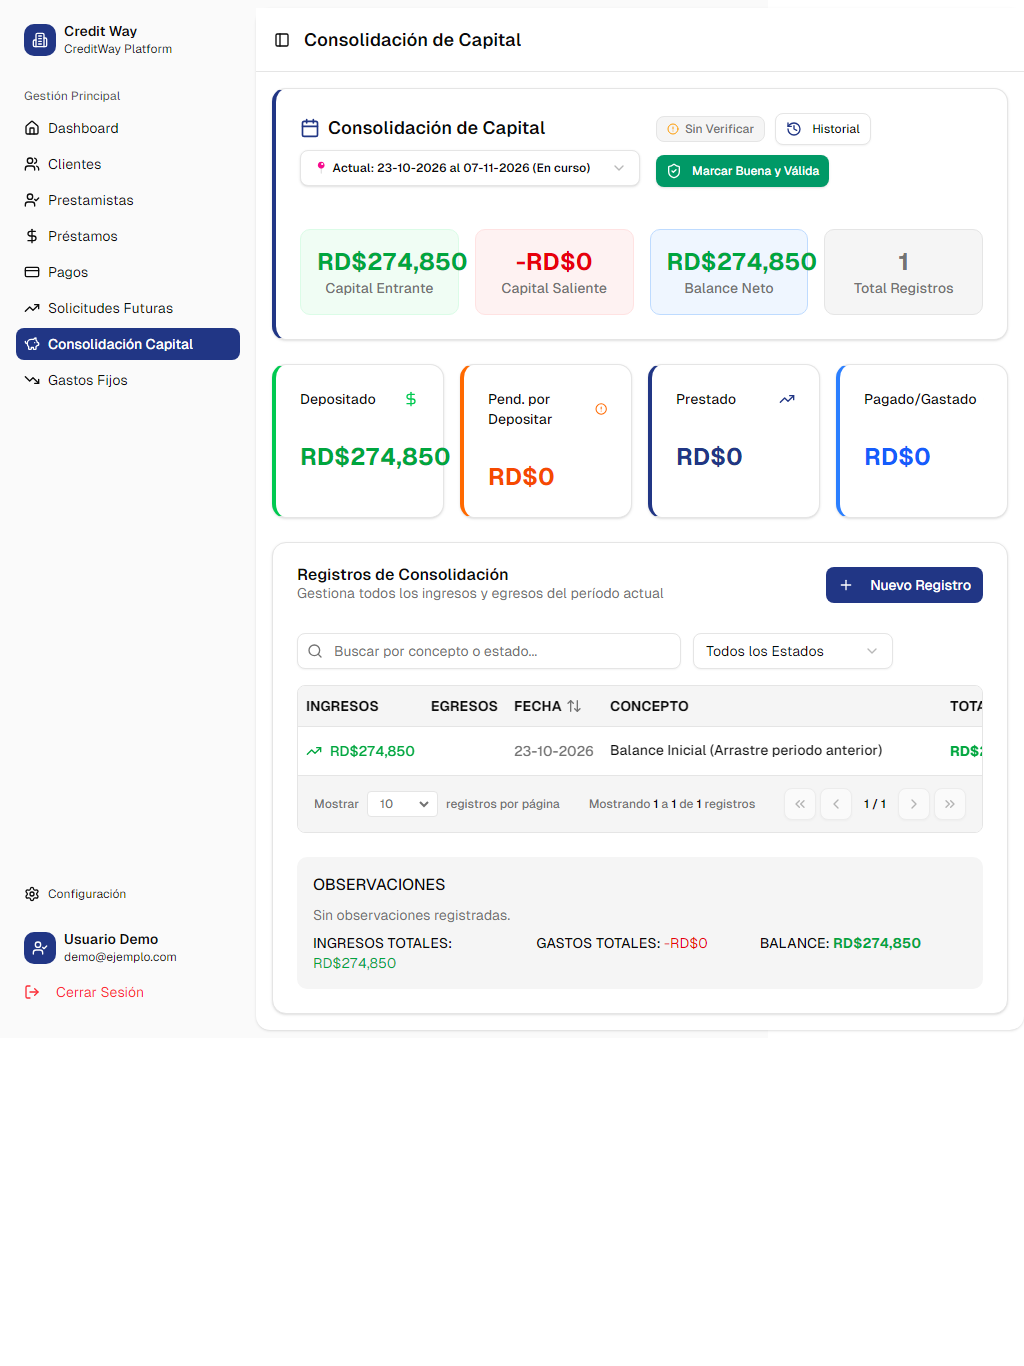 Credit Way
CreditWay Platform
Gestión Principal
Dashboard
Clientes
Prestamistas
Préstamos
Pagos
Solicitudes Futuras
Consolidación Capital
Gastos Fijos
Configuración
Usuario Demo
demo@ejemplo.com
Cerrar Sesión
Consolidación de Capital
Consolidación de Capital
Sin Verificar
Historial
Actual: 23-10-2026 al 07-11-2026 (En curso)
Marcar Buena y Válida
RD$274,850
Capital Entrante
-RD$0
Capital Saliente
RD$274,850
Balance Neto
1
Total Registros
Depositado
RD$274,850
Pend. por
Depositar
RD$0
Prestado
RD$0
Pagado/Gastado
RD$0
Registros de Consolidación
Gestiona todos los ingresos y egresos del período actual
Nuevo Registro
Buscar por concepto o estado...
Todos los Estados
INGRESOS EGRESOS FECHA CONCEPTO
RD$274,850 23-10-2026 Balance Inicial (Arrastre periodo anterior)
Mostrar 10 registros por página Mostrando 1 a 1 de 1 registros 1 / 1
OBSERVACIONES
Sin observaciones registradas.
INGRESOS TOTALES:
RD$274,850
GASTOS TOTALES: -RD$0
BALANCE: RD$274,850